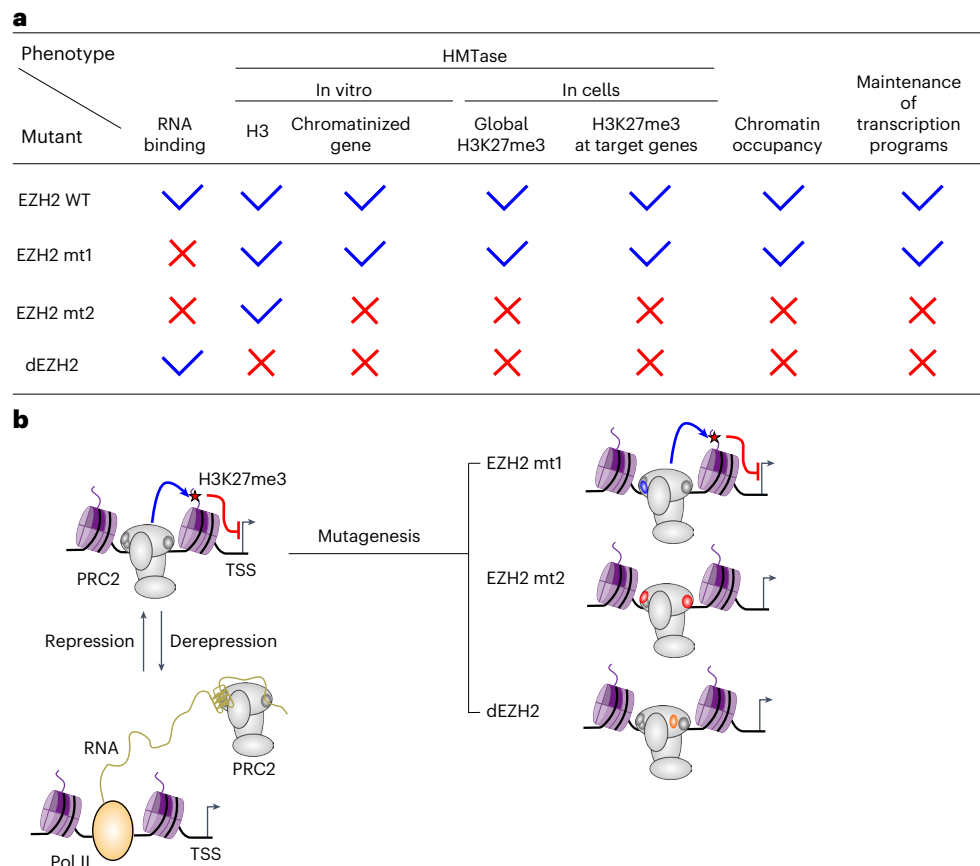 a
Phenotype
Mutant
RNA
binding
HMTase
In vitro
In cells
H3
Chromatinized
gene
Global
H3K27me3
H3K27me3
at target genes
Chromatin
occupancy
Maintenance
of
transcription
programs
EZH2 WT
EZH2 mt1
EZH2 mt2
dEZH2
b
H3K27me3
PRC2
TSS
Repression
Derepression
RNA
PRC2
Pol II
TSS
Mutagenesis
EZH2 mt1
EZH2 mt2
dEZH2